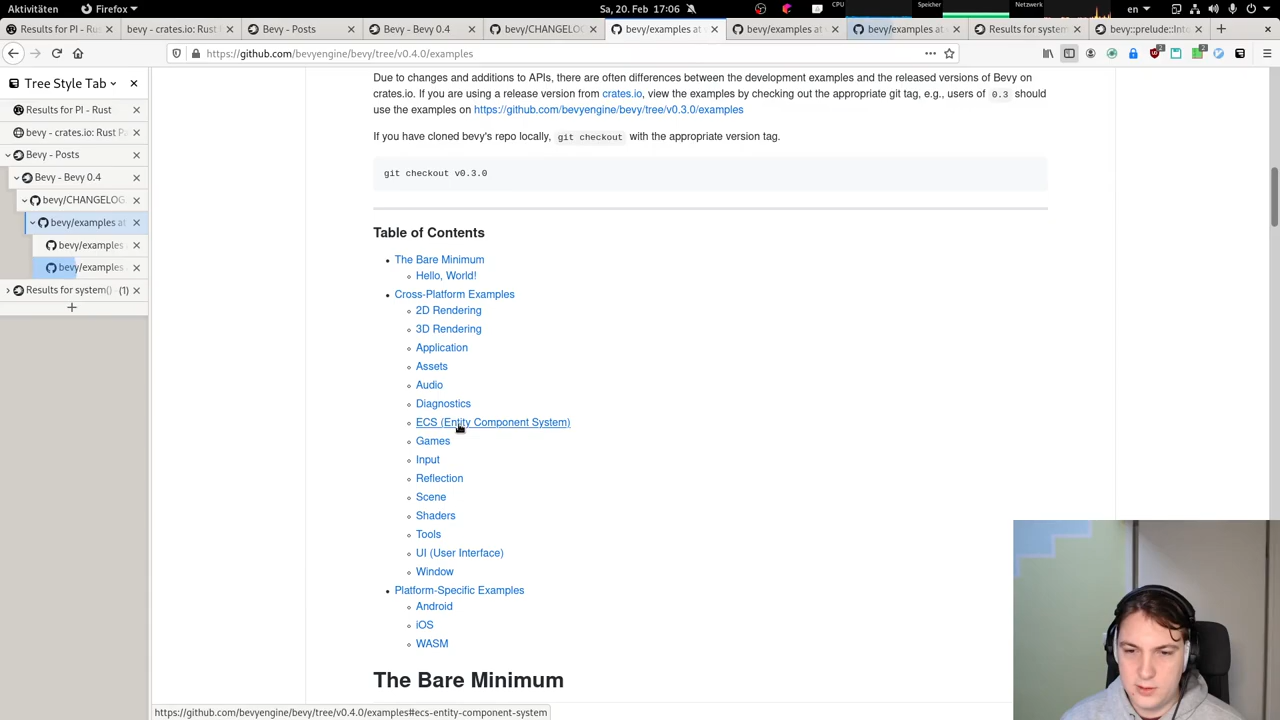 Aktivitäten
Firefox
Sa, 20. Feb 17:06
CPU
Speicher
Netzwerk
en
Results for PI - Rus
bevy - crates.io: Rust
Bevy - Posts
Bevy - Bevy 0.4
bevy/CHANGELOG
bevy/examples at
bevy/examples at
bevy/examples at
Results for system
bevy::prelude::Into
https://github.com/bevyengine/bevy/tree/v0.4.0/examples
Tree Style Tab
Results for PI - Rust
bevy - crates.io: Rust Pa
Bevy - Posts
Bevy - Bevy 0.4
bevy/CHANGELOG.
bevy/examples at
bevy/examples
bevy/examples
Results for system() (1)
Due to changes and additions to APIs, there are often differences between the development examples and the released versions of Bevy on
crates.io. If you are using a release version from crates.io, view the examples by checking out the appropriate git tag, e.g., users of 0.3 should
use the examples on https://github.com/bevyengine/bevy/tree/v0.3.0/examples
If you have cloned bevy's repo locally, git checkout with the appropriate version tag.
git checkout v0.3.0
Table of Contents
The Bare Minimum
Hello, World!
Cross-Platform Examples
2D Rendering
3D Rendering
Application
Assets
Audio
Diagnostics
ECS (Entity Component System)
Games
Input
Reflection
Scene
Shaders
Tools
UI (User Interface)
Window
Platform-Specific Examples
Android
iOS
WASM
The Bare Minimum
https://github.com/bevyengine/bevy/tree/v0.4.0/examples#ecs-entity-component-system